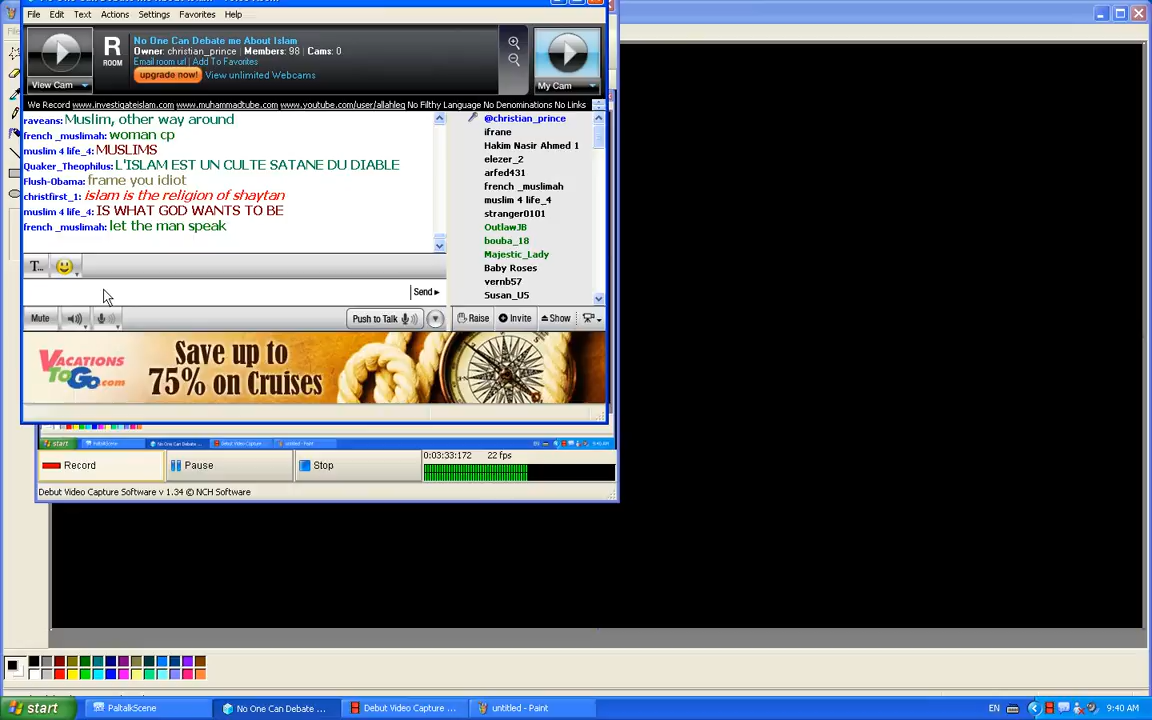 File Edit Text Actions Settings Favorites Help
View Cam
R
ROOM
No One Can Debate me About Islam
Owner: christian_prince | Members: 98 | Cams: 0
Email room url | Add To Favorites
upgrade now! View unlimited Webcams
My Cam
We Record www.investigateislam.com www.muhammadtube.com www.youtube.com/user/allahleg No Filthy Language No Denominations No Links
raveans: Muslim, other way around
french _muslimah: woman cp
muslim 4 life_4: MUSLIMS
Quaker_Theophilus: L'ISLAM EST UN CULTE SATANE DU DIABLE
Flush-Obama: frame you idiot
christfirst_1: islam is the religion of shaytan
muslim 4 life_4: IS WHAT GOD WANTS TO BE
french _muslimah: let the man speak
@christian_prince
ifrane
Hakim Nasir Ahmed 1
elezer_2
arfed431
french _muslimah
muslim 4 life_4
stranger0101
OutlawJB
bouba_18
Majestic_Lady
Baby Roses
vernb57
Susan_US
T...
Send
Mute
Push to Talk
Raise Invite Show
VACATIONS
TO GO.com
Save up to
75% on Cruises
start
Record Pause Stop
0:03:33:172 22 fps
Debut Video Capture Software v 1.34 © NCH Software
start PaltalkScene No One Can Debate ... Debut Video Capture ... untitled - Paint EN 9:40 AM